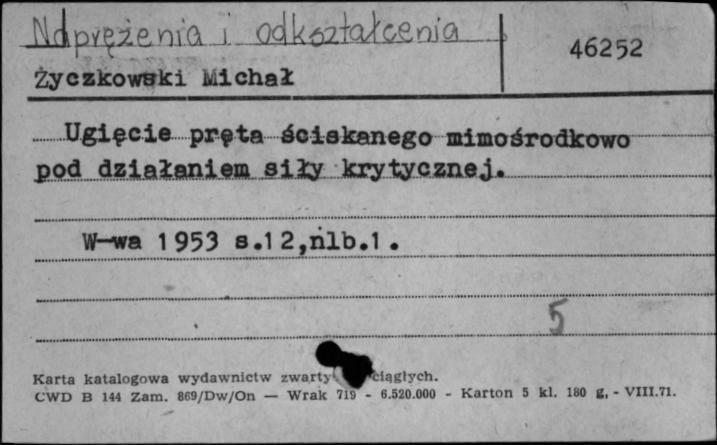 Naprężenia i odkształcenia
46252
Życzkowski Michał
Ugięcie pręta ściskanego mimośrodkowo
pod działaniem siły krytycznej.
W-wa 1953 s.12,nlb.1.
5
Karta katalogowa wydawnictw zwarty ciągłych.
CWD B 144 Zam. 869/Dw/On — Wrak 719 - 6.520.000 - Karton 5 kl. 180 g, - VIII.71.